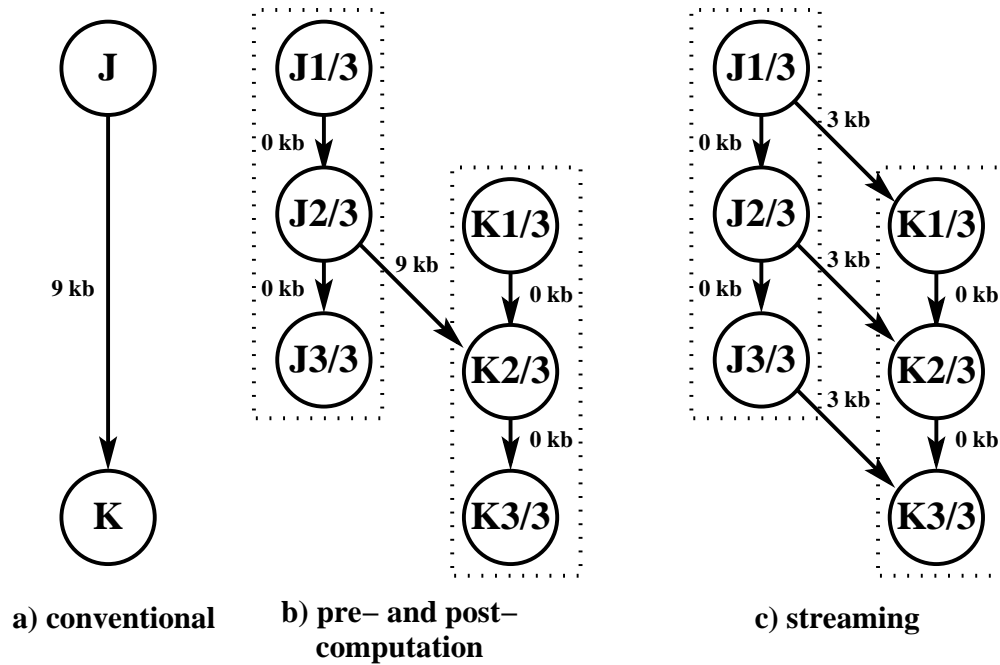 J
9 kb
K
a) conventional
J1/3
0 kb
J2/3
0 kb
J3/3
9 kb
K1/3
0 kb
K2/3
0 kb
K3/3
b) pre− and post−
computation
J1/3
0 kb
J2/3
0 kb
J3/3
3 kb
3 kb
3 kb
K1/3
0 kb
K2/3
0 kb
K3/3
c) streaming